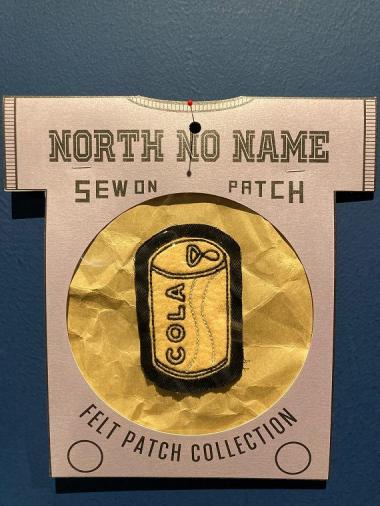 NORTH NO NAME
SEWON PATCH
COLA
FELT PATCH COLLECTION